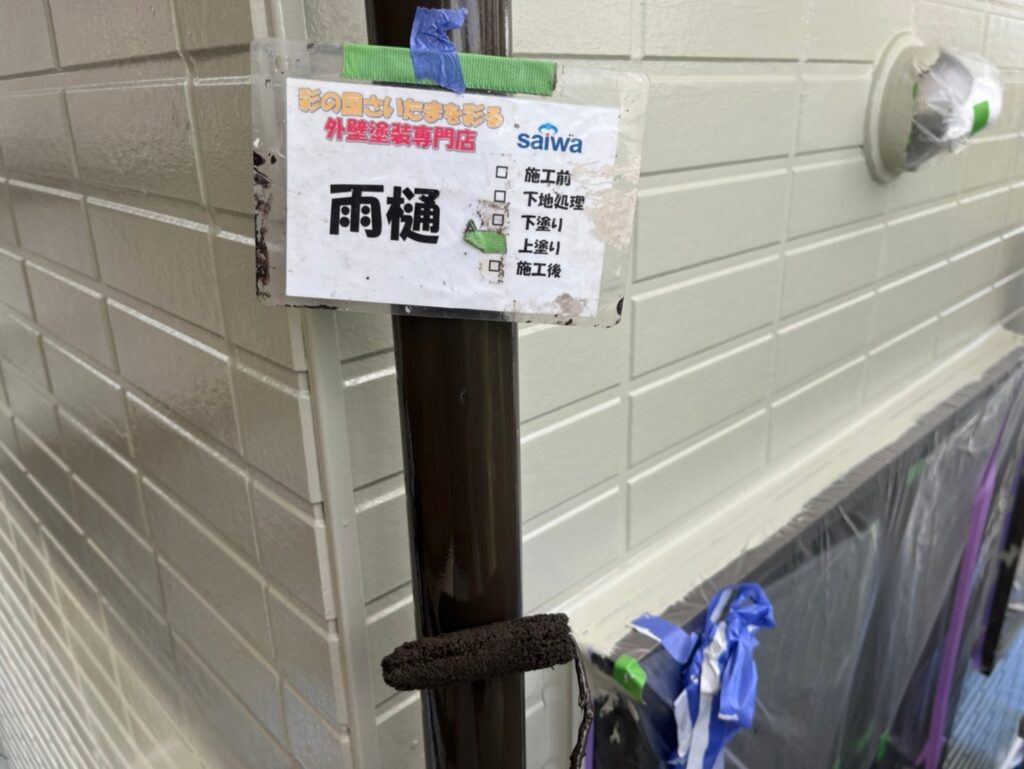 彩の国さいたまを彩る
外壁塗装専門店
saiwa
雨樋
□ 施工前
□ 下地処理
□ 下塗り
上塗り
□ 施工後